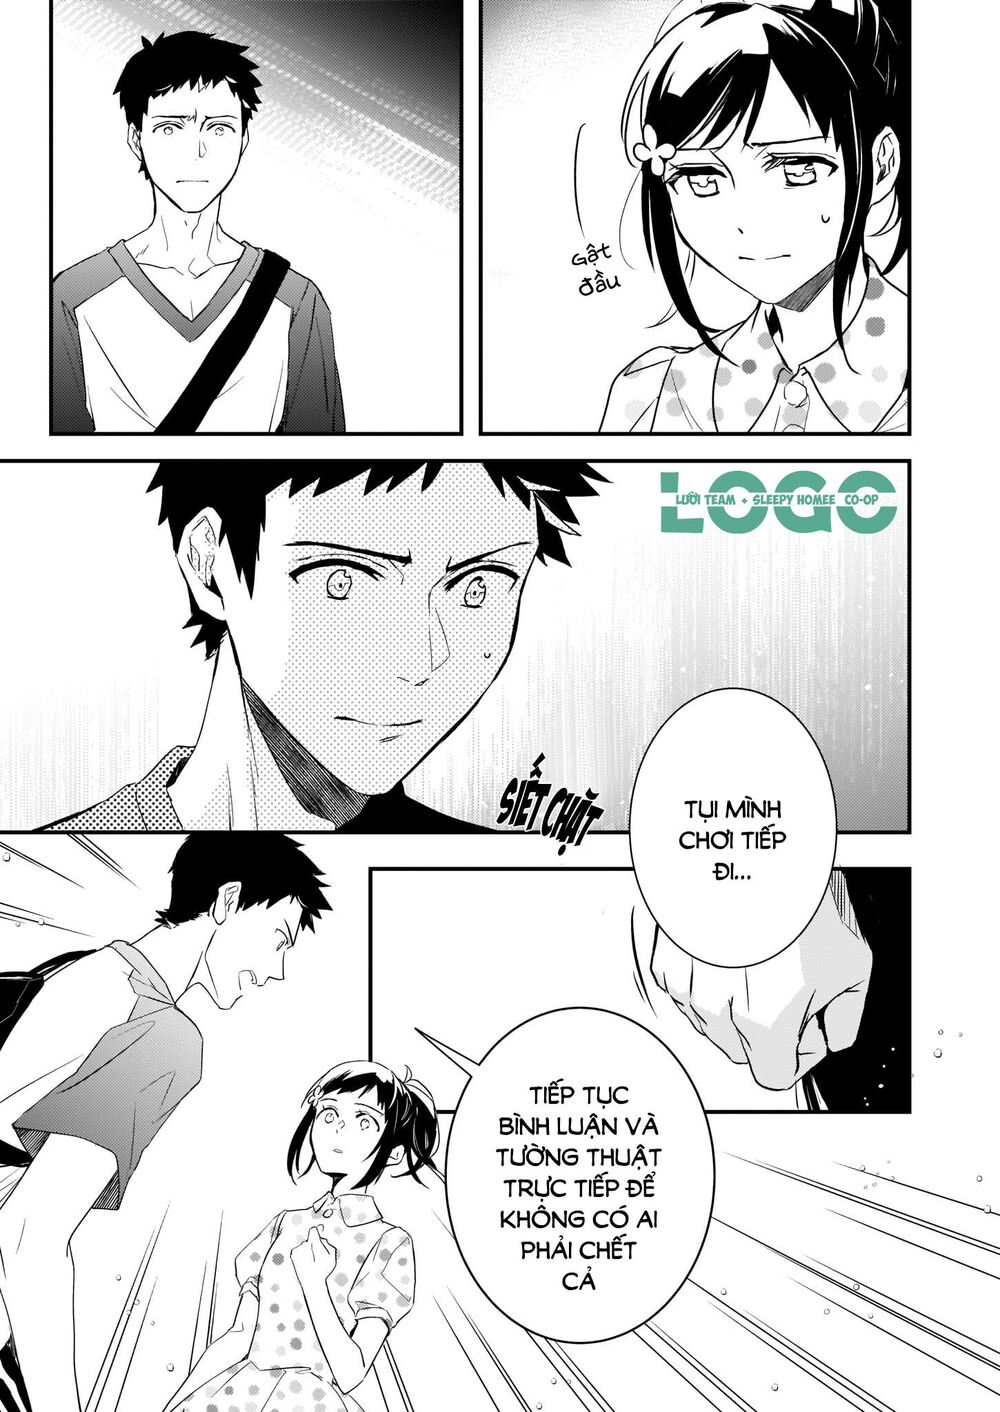 Gật
đầu
LOGO
LƯỜI TEAM + SLEEPY HOMEE CO-OP
SIẾT CHẶT
TỤI MÌNH
CHƠI TIẾP
ĐI...
TIẾP TỤC
BÌNH LUẬN VÀ
TƯỜNG THUẬT
TRỰC TIẾP ĐỂ
KHÔNG CÓ AI
PHẢI CHẾT
CẢ